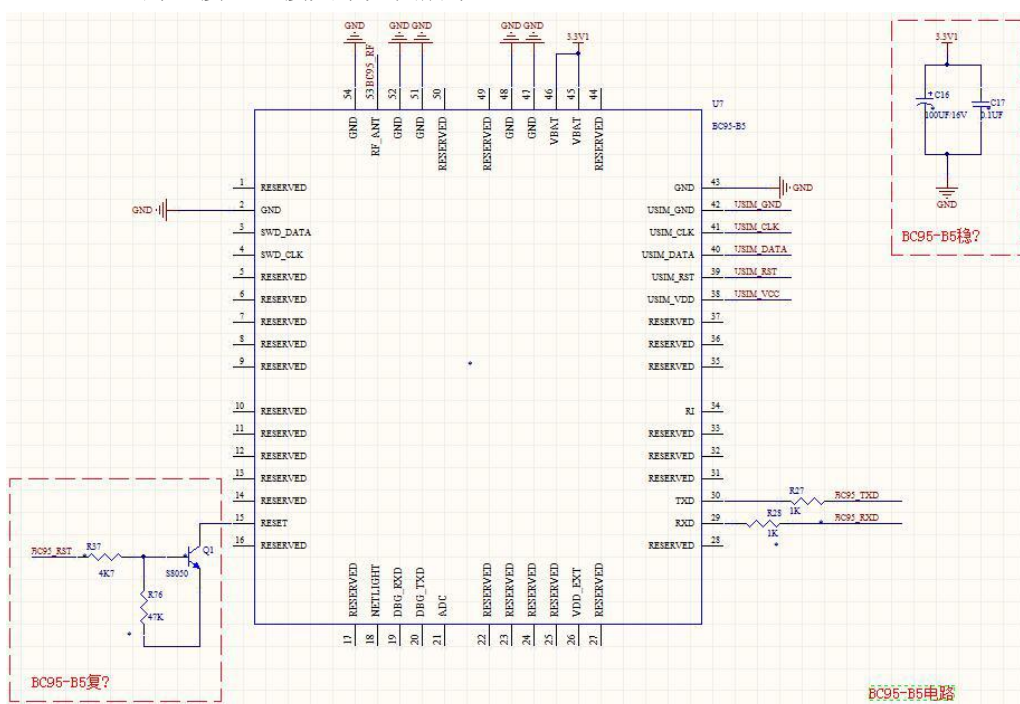 GND
BC95_RF
GND GND
GND GND
3.3V1
3.3V1
54
53
52
51
50
49
48
47
46
45
44
GND
RF_ANT
GND
GND
RESERVED
RESERVED
GND
GND
VBAT
VBAT
RESERVED
U7
BC95-B5
C16
100UF/16V
C17
0.1UF
GND
BC95-B5稳?
1 RESERVED
GND 2 GND
3 SWD_DATA
4 SWD_CLK
5 RESERVED
6 RESERVED
7 RESERVED
8 RESERVED
9 RESERVED
10 RESERVED
11 RESERVED
12 RESERVED
13 RESERVED
14 RESERVED
15 RESET
16 RESERVED
GND 43 GND
USIM_GND 42 USIM_GND
USIM_CLK 41 USIM_CLK
USIM_DATA 40 USIM_DATA
USIM_RST 39 USIM_RST
USIM_VDD 38 USIM_VCC
RESERVED 37
RESERVED 36
RESERVED 35
RI 34
RESERVED 33
RESERVED 32
RESERVED 31
TXD 30 R27 1K BC95_TXD
RXD 29 R28 1K BC95_RXD
RESERVED 28
BC95_RST R37 4K7
Q1
S8050
R76
47K
BC95-B5复?
RESERVED
NETLIGHT
DBG_RXD
DBG_TXD
ADC
RESERVED
RESERVED
RESERVED
RESERVED
VDD_EXT
RESERVED
17
18
19
20
21
22
23
24
25
26
27
BC95-B5电路